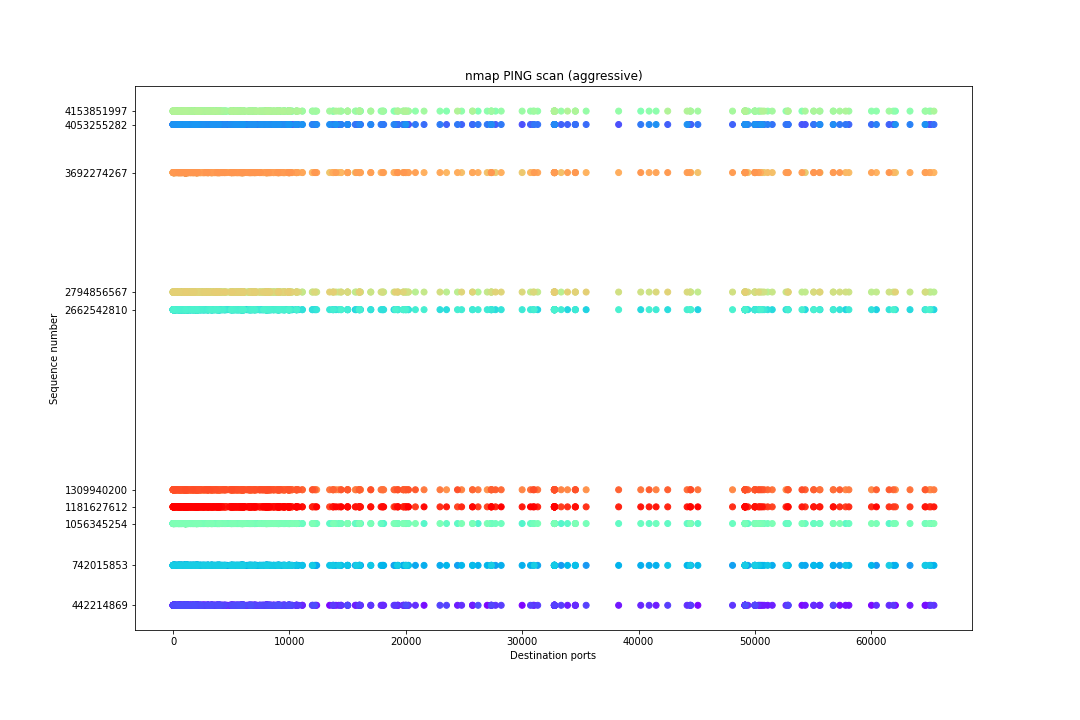 nmap PING scan (aggressive)
4153851997
4053255282
3692274267
2794856567
2662542810
Sequence number
1309940200
1181627612
1056345254
742015853
442214869
0 10000 20000 30000 40000 50000 60000
Destination ports